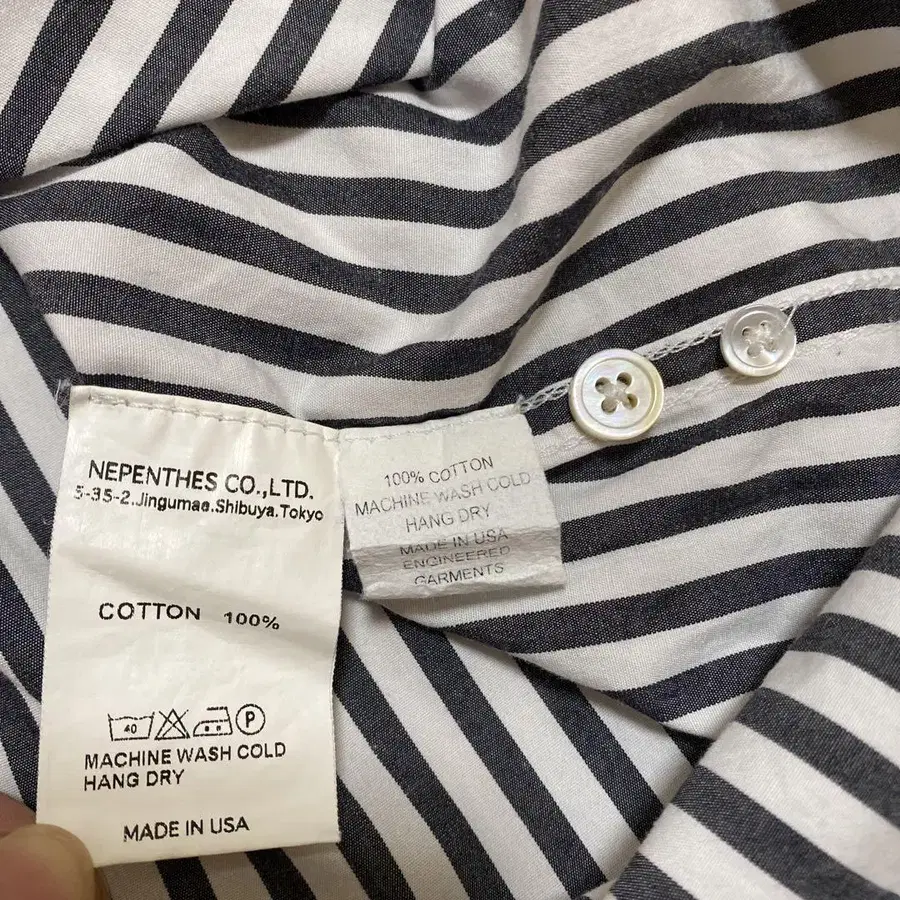 NEPENTHES CO.,LTD.
5-35-2.Jingumae.Shibuya.Tokyo
COTTON 100%
40 P
MACHINE WASH COLD
HANG DRY
MADE IN USA
100% COTTON
MACHINE WASH COLD
HANG DRY
MADE IN USA
ENGINEERED
GARMENTS